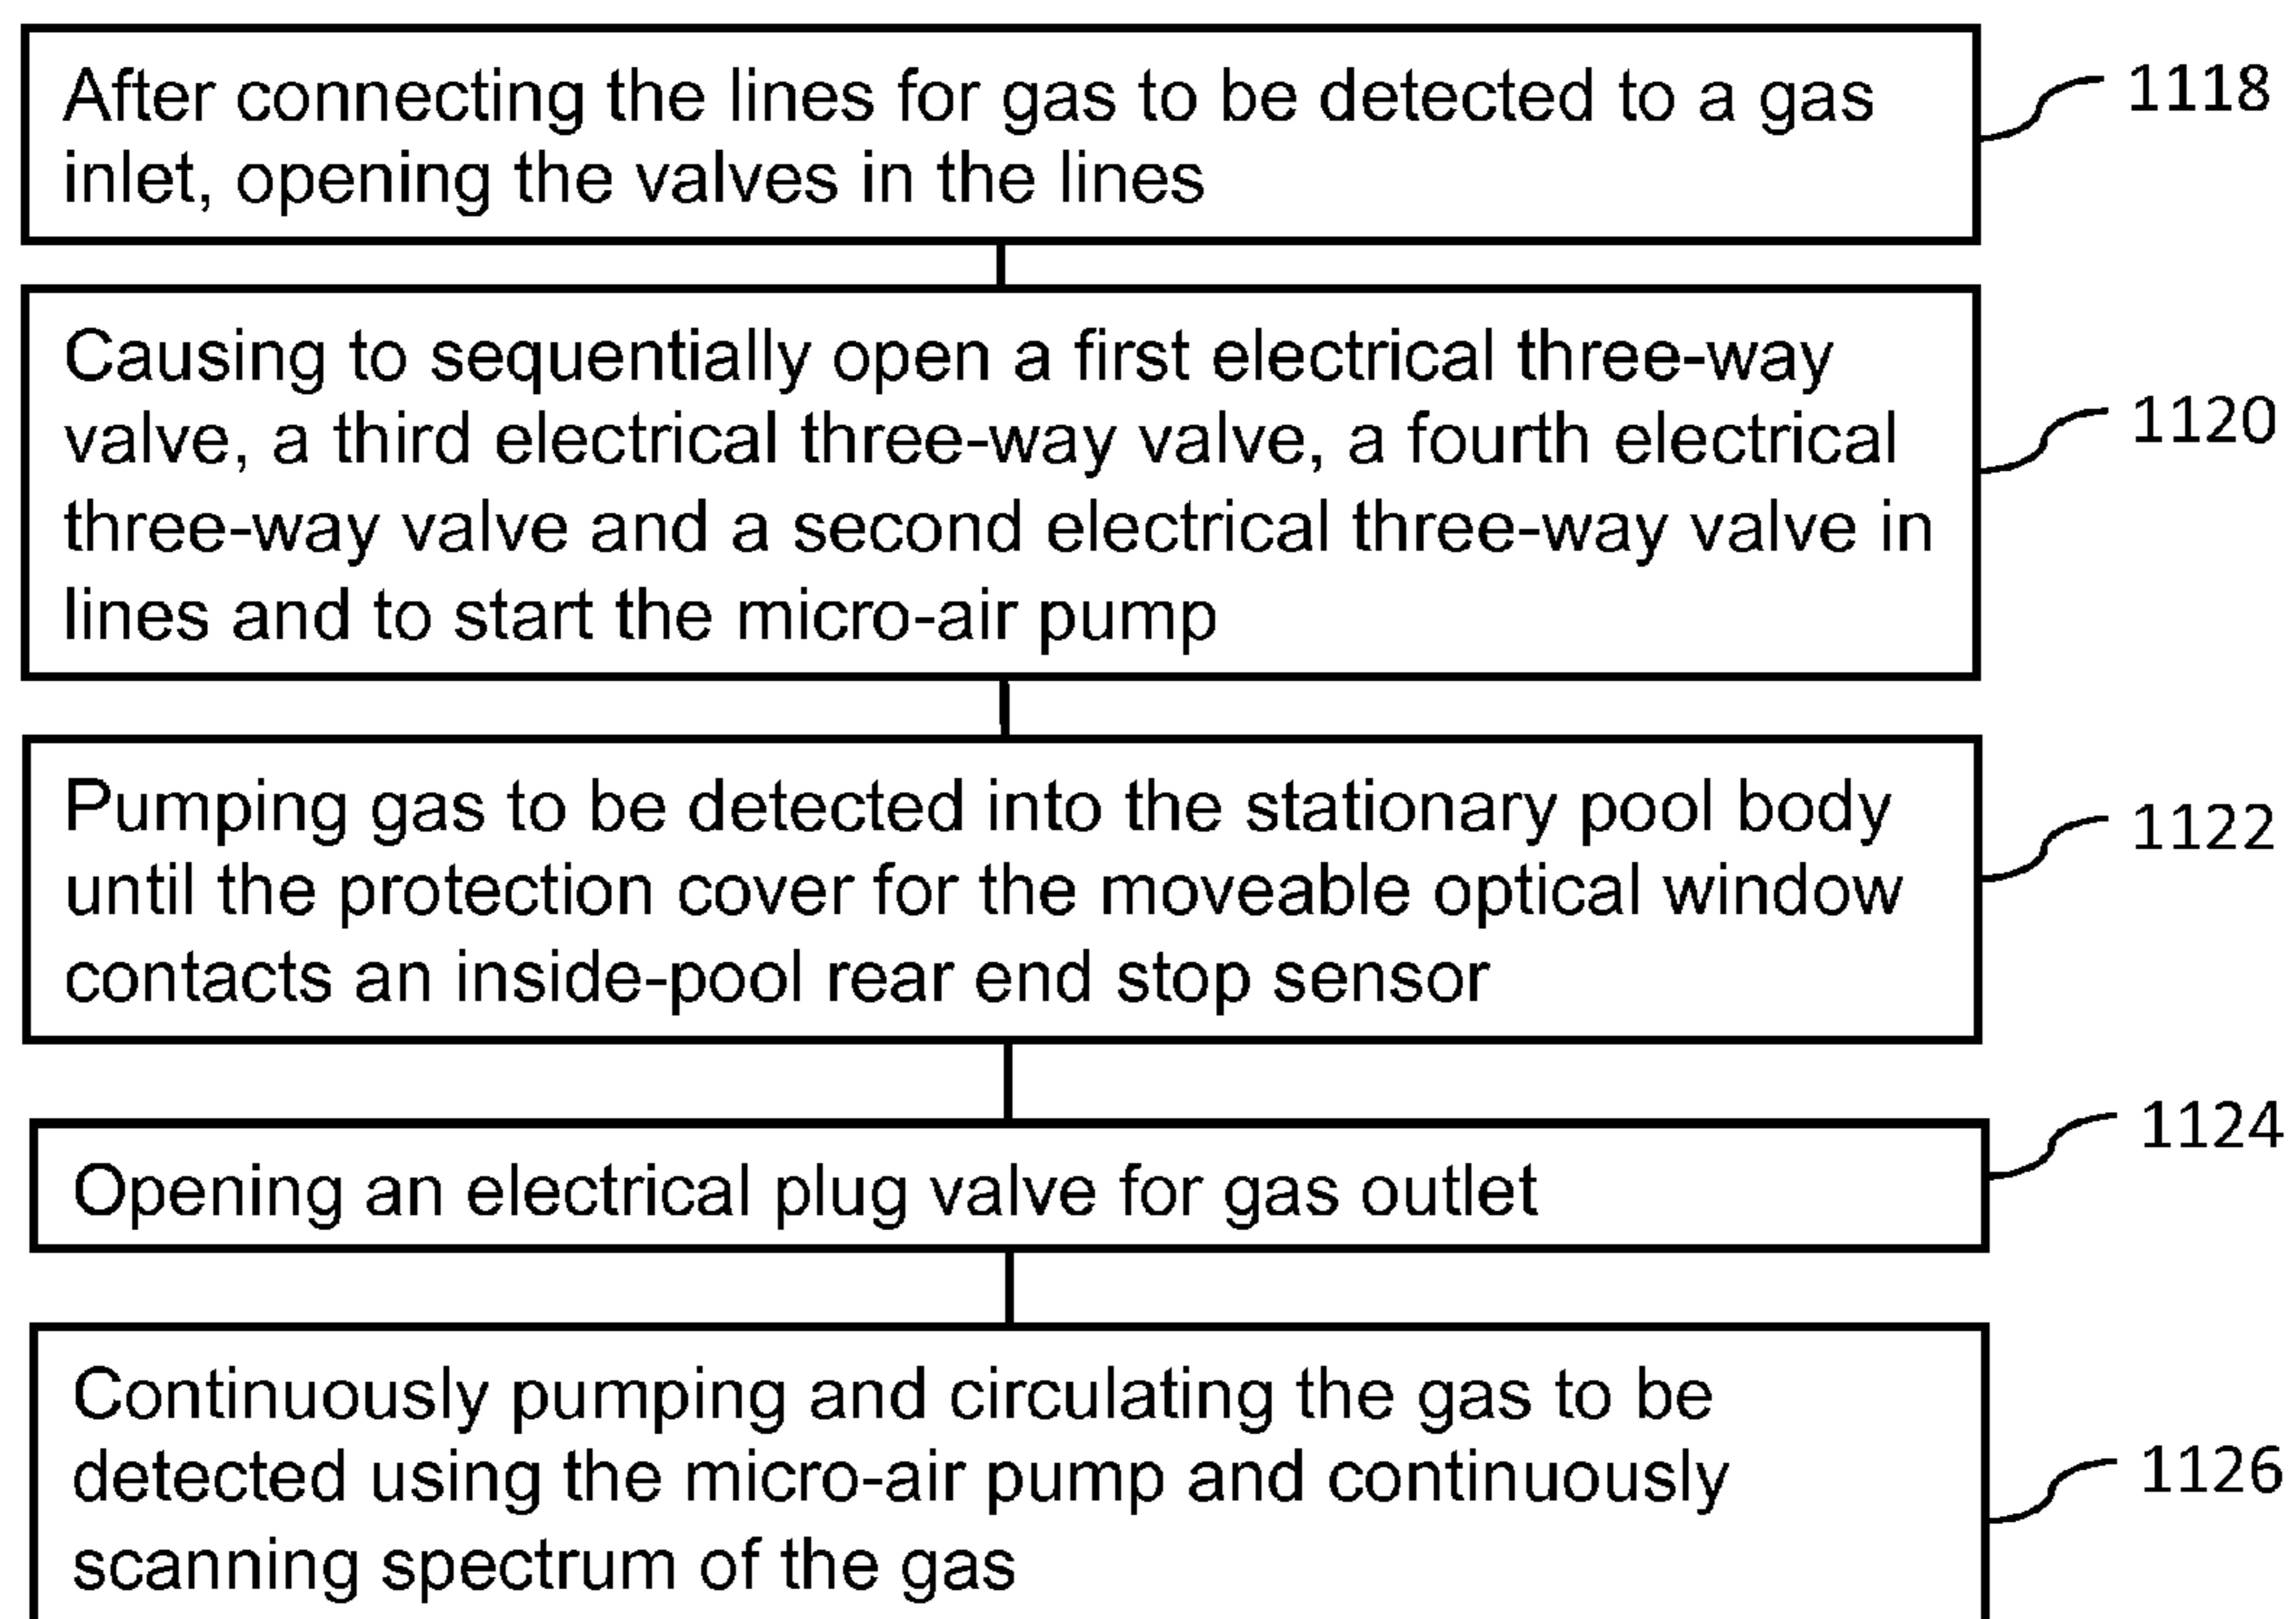 After connecting the lines for gas to be detected to a gas
inlet, opening the valves in the lines
1118
Causing to sequentially open a first electrical three-way
valve, a third electrical three-way valve, a fourth electrical
three-way valve and a second electrical three-way valve in
lines and to start the micro-air pump
1120
Pumping gas to be detected into the stationary pool body
until the protection cover for the moveable optical window
contacts an inside-pool rear end stop sensor
1122
Opening an electrical plug valve for gas outlet
1124
Continuously pumping and circulating the gas to be
detected using the micro-air pump and continuously
scanning spectrum of the gas
1126